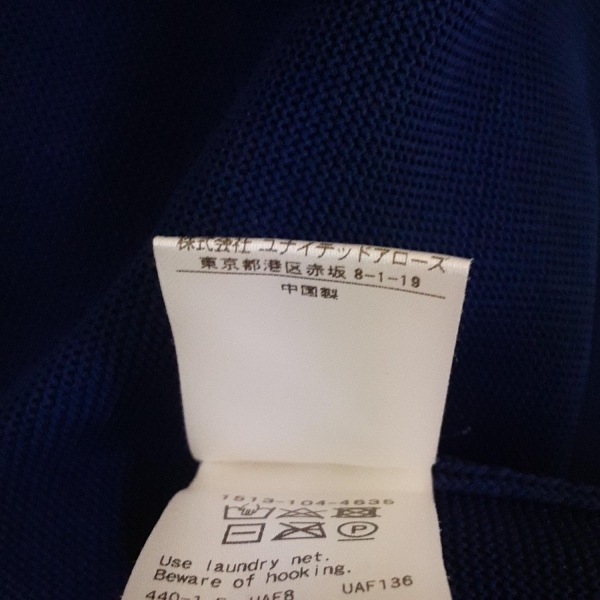 株式会社 ユナイテッドアローズ
東京都港区赤坂 8-1-19
中国製
1513-104-4635
P
Use laundry net.
Beware of hooking.
UAF8 UAF136